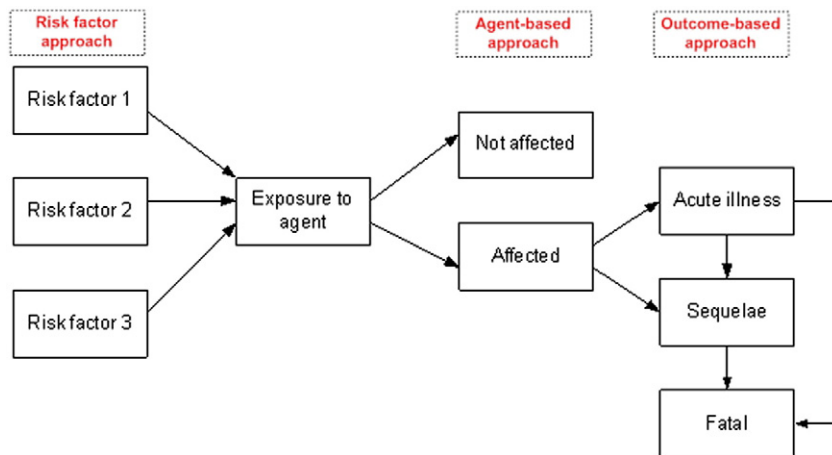 Risk factor
approach
Agent-based
approach
Outcome-based
approach
Risk factor 1
Risk factor 2
Risk factor 3
Exposure to
agent
Not affected
Affected
Acute illness
Sequelae
Fatal